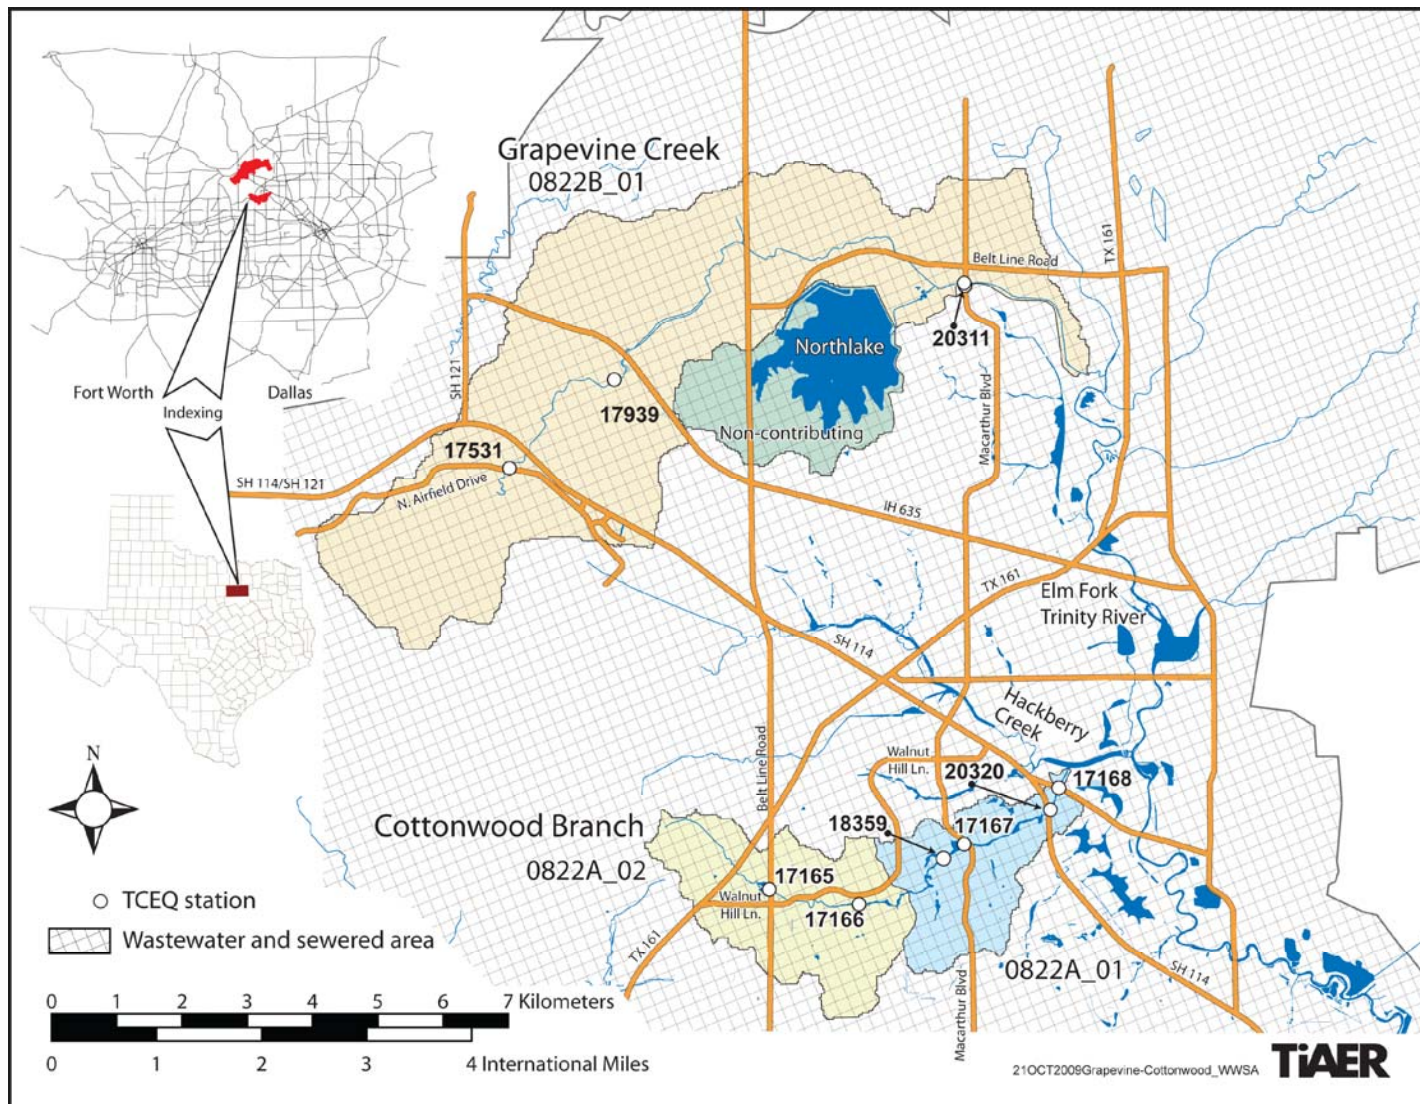 Grapevine Creek
0822B_01
TX 161
Belt Line Road
SH 121
Northlake
20311
Fort Worth
Dallas
Indexing
17939
Macarthur Blvd
Non-contributing
17531
SH 114/SH 121
N. Airfield Drive
IH 635
TX 161
Elm Fork
Trinity River
SH 114
Hackberry
Creek
N
Belt Line Road
Walnut
Hill Ln.
20320
17168
Cottonwood Branch
0822A_02
18359
17167
17165
TCEQ station
Walnut
Hill Ln.
17166
Wastewater and sewered area
TX 161
0822A_01
SH 114
Macarthur Blvd
0 1 2 3 4 5 6 7 Kilometers
0 1 2 3 4 International Miles
21OCT2009Grapevine-Cottonwood_WWSA
TIAER